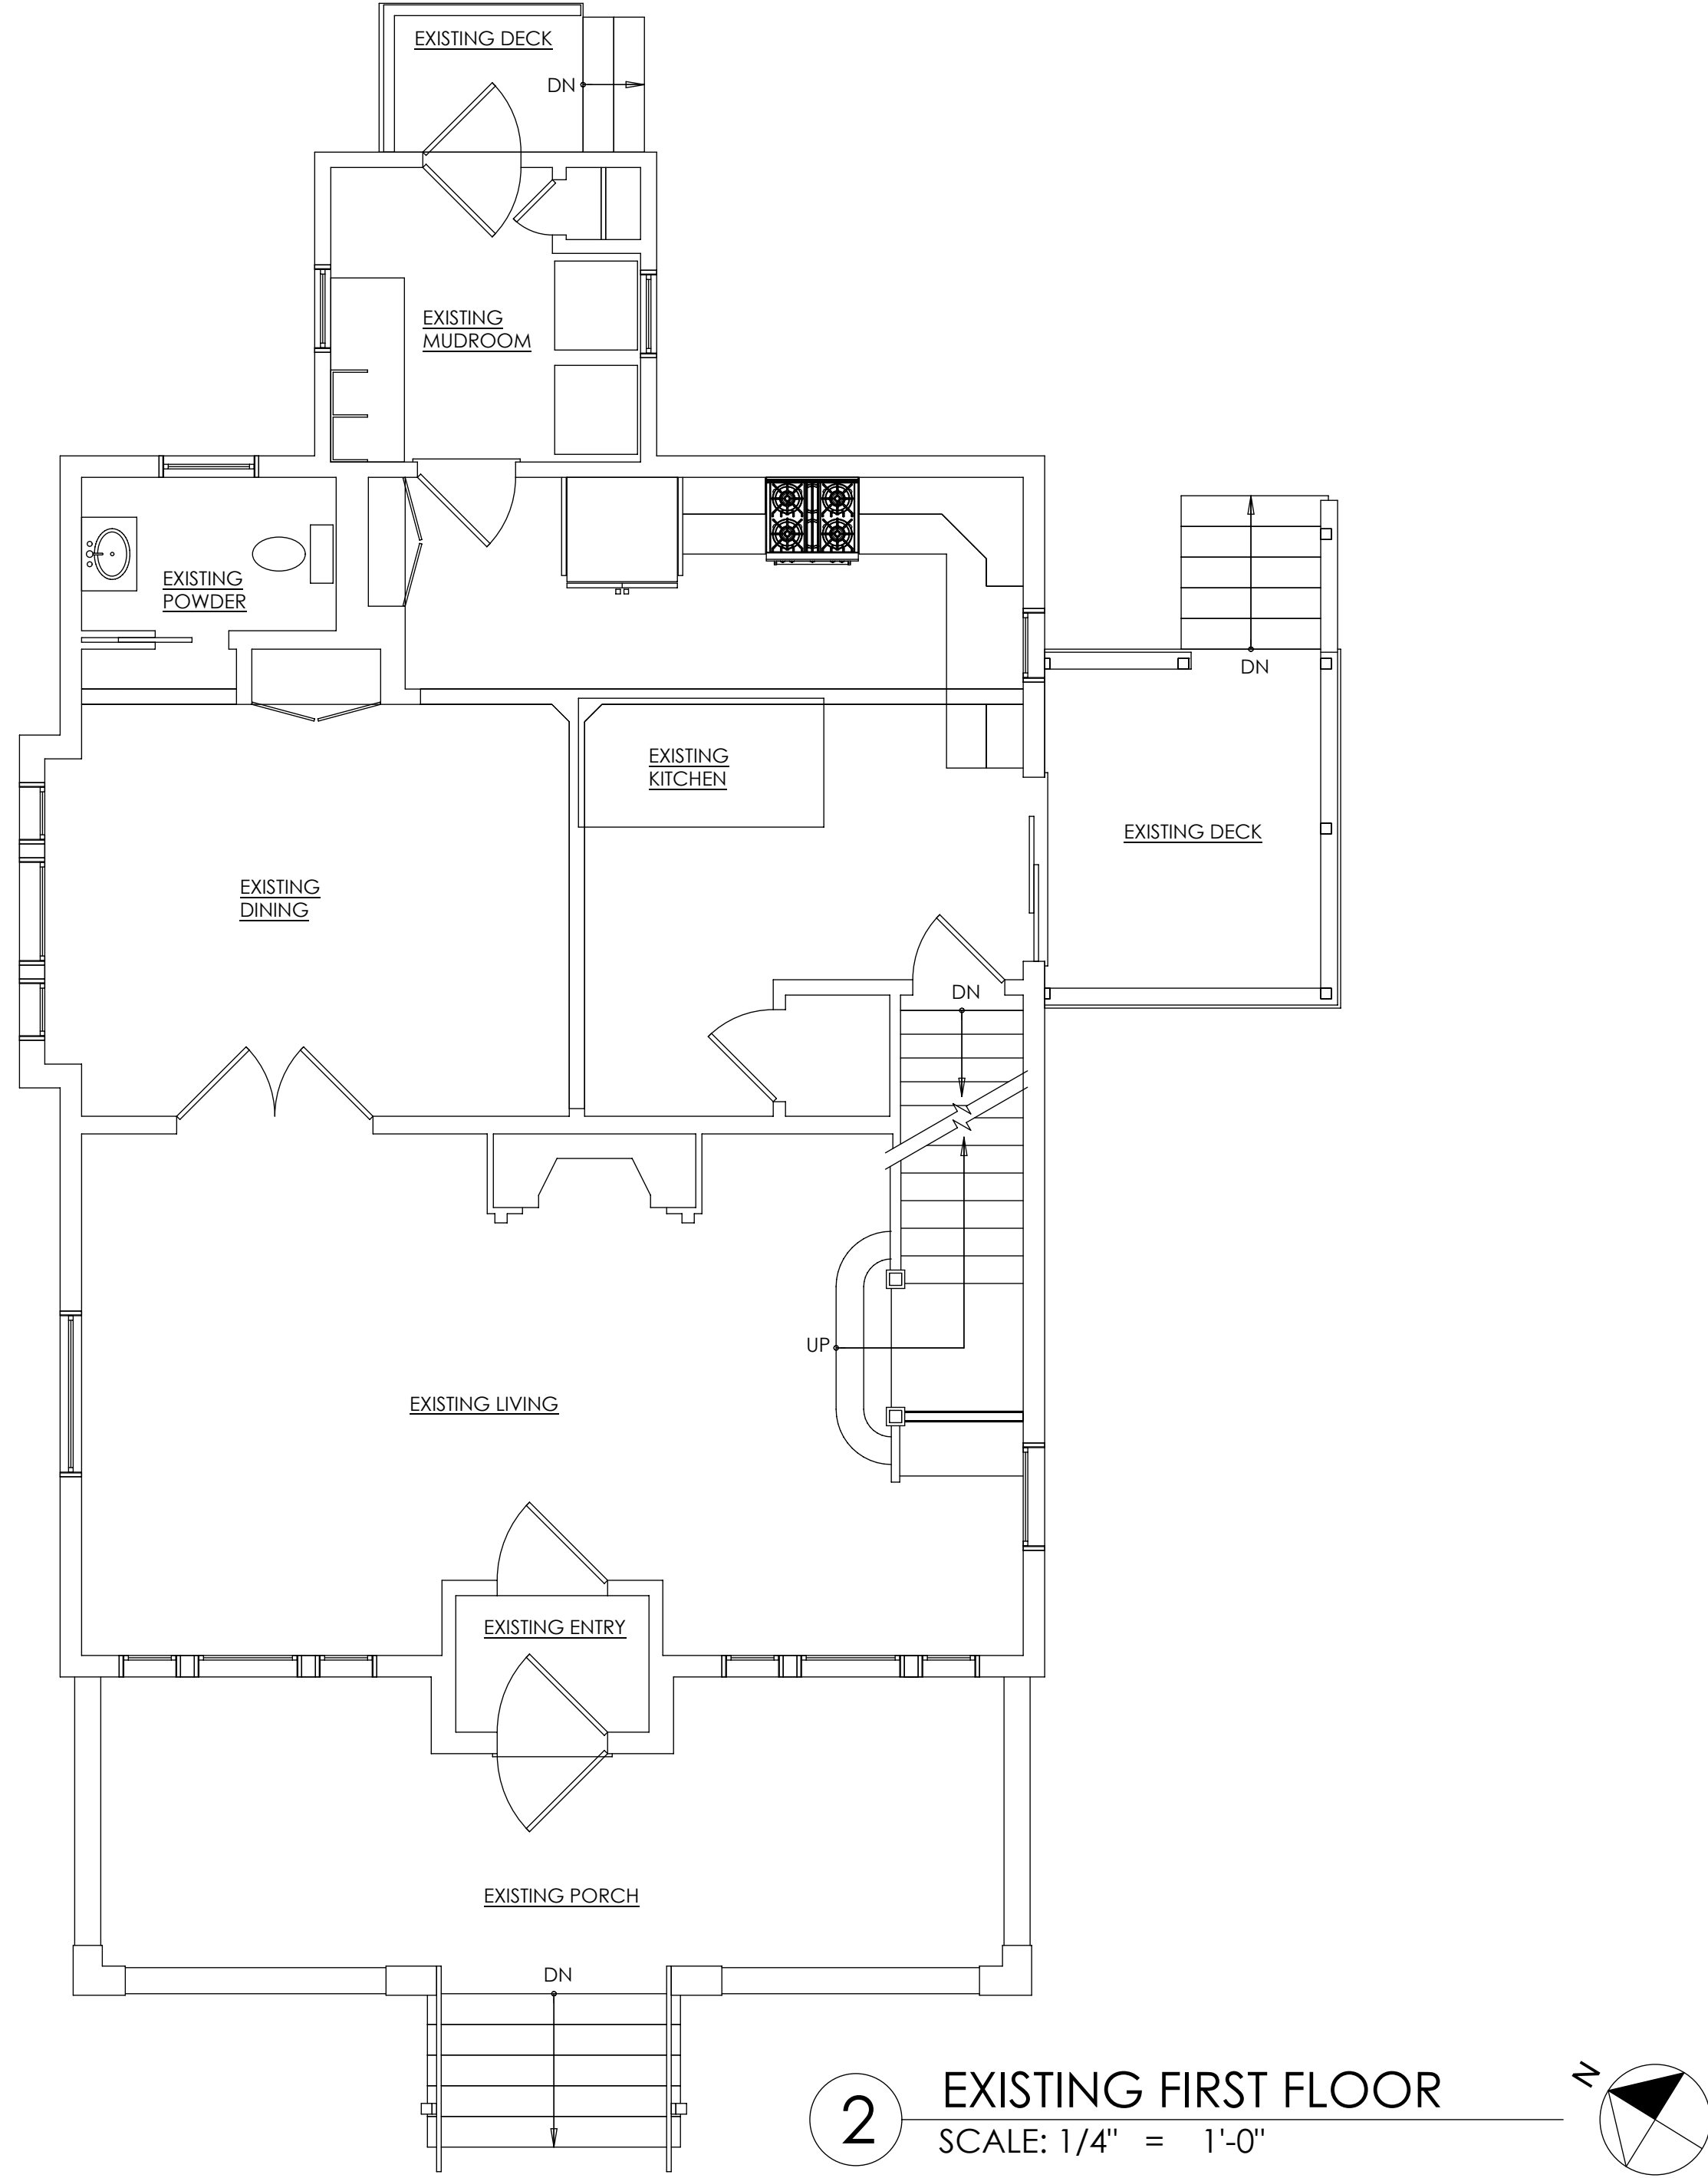 EXISTING DECK
DN
EXISTING
MUDROOM
EXISTING
POWDER
DN
EXISTING
KITCHEN
EXISTING DECK
EXISTING
DINING
DN
UP
EXISTING LIVING
EXISTING ENTRY
EXISTING PORCH
DN
2
EXISTING FIRST FLOOR
SCALE: 1/4" = 1'-0"
N